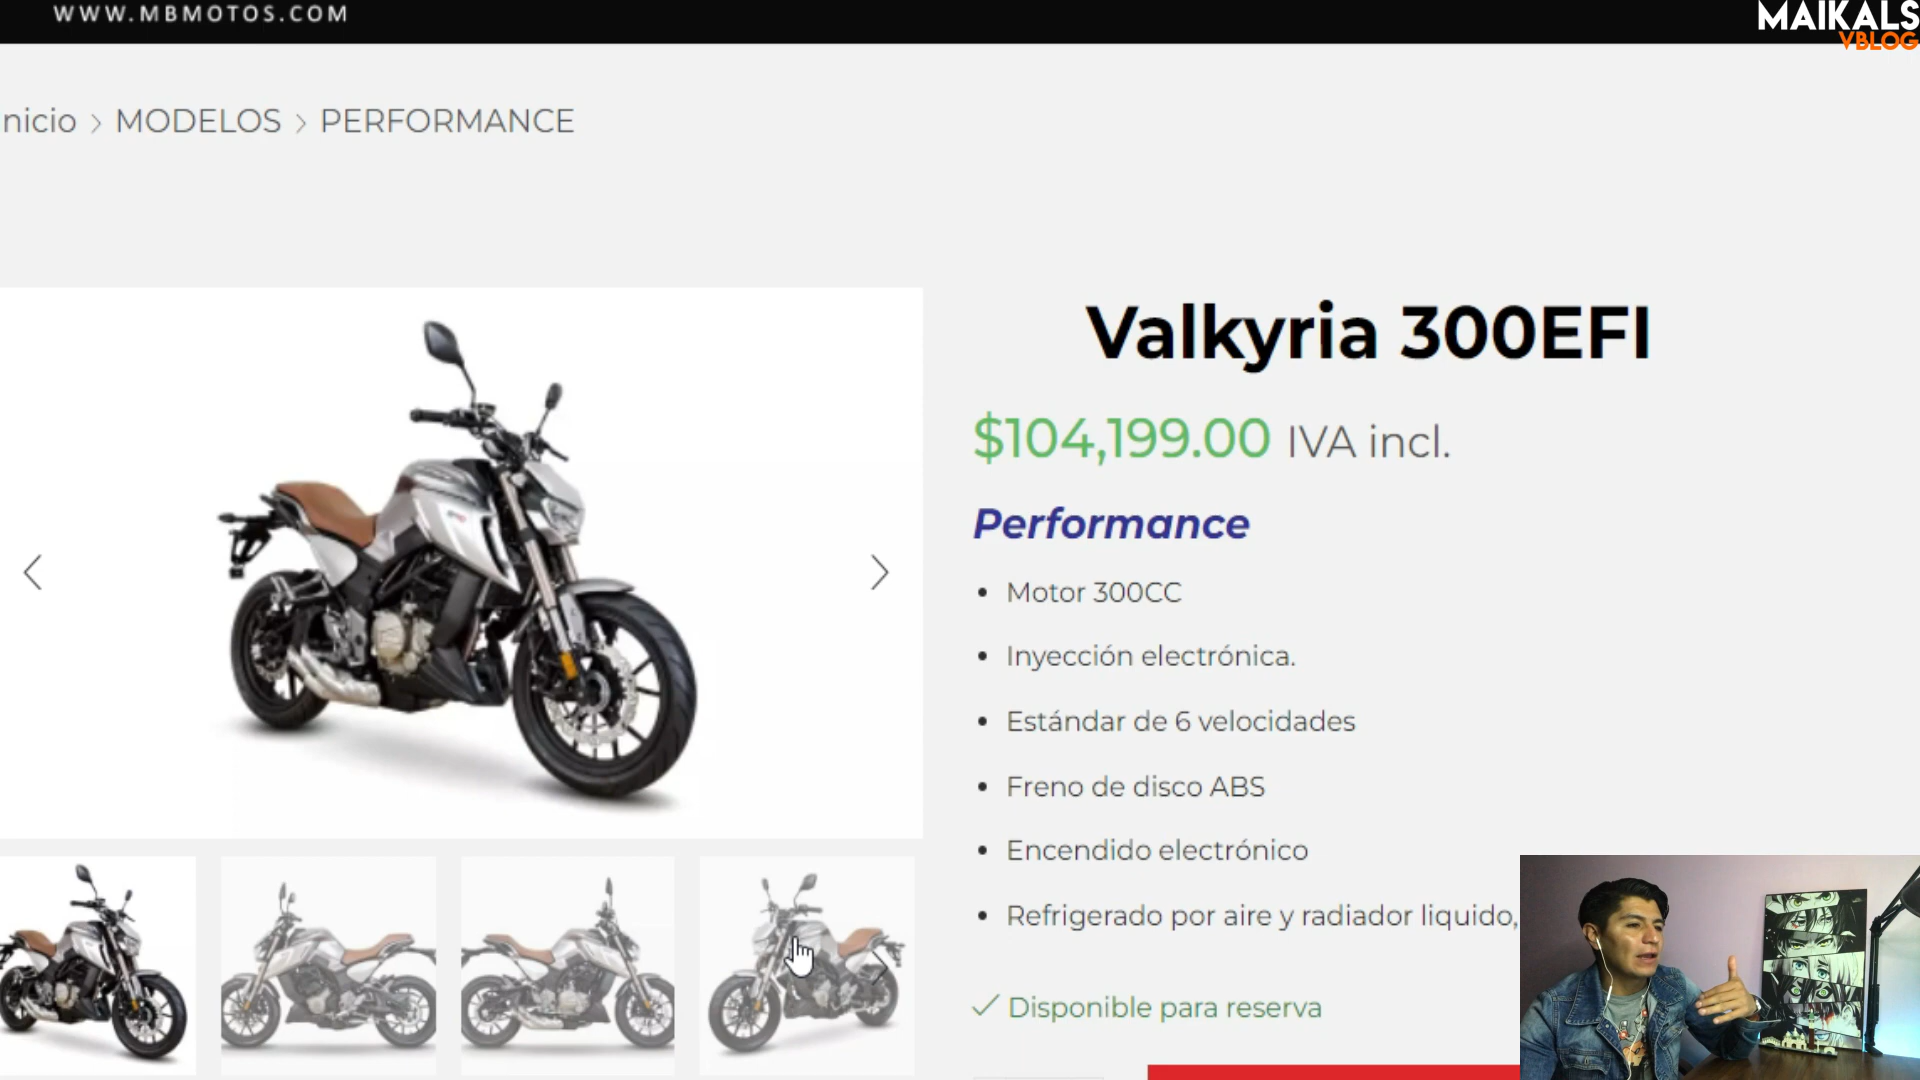 WWW.MBMOTOS.COM
MAIKALS
VBLOG
nicio > MODELOS > PERFORMANCE
Valkyria 300EFI
$104,199.00 IVA incl.
Performance
• Motor 300CC
• Inyección electrónica.
• Estándar de 6 velocidades
• Freno de disco ABS
• Encendido electrónico
• Refrigerado por aire y radiador liquido,
✓ Disponible para reserva